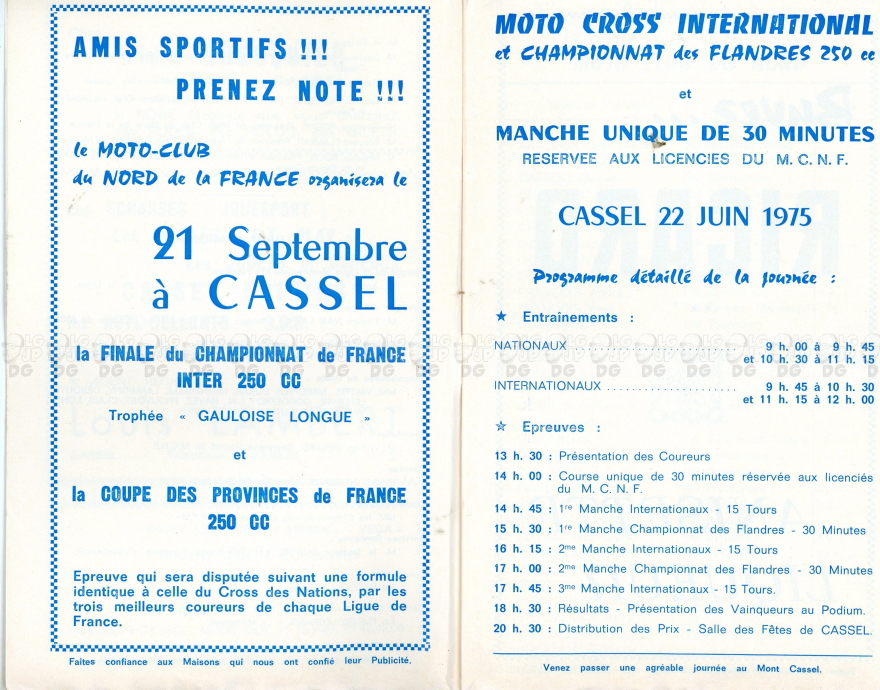 AMIS SPORTIFS !!!
PRENEZ NOTE !!!
le MOTO-CLUB
du NORD de la FRANCE organisera le
21 Septembre
à CASSEL
la FINALE du CHAMPIONNAT de FRANCE
INTER 250 CC
Trophée « GAULOISE LONGUE »
et
la COUPE DES PROVINCES de FRANCE
250 CC
Epreuve qui sera disputée suivant une formule
identique à celle du Cross des Nations, par les
trois meilleurs coureurs de chaque Ligue de
France.
Faites confiance aux Maisons qui nous ont confié leur Publicité.
MOTO CROSS INTERNATIONAL
et CHAMPIONNAT des FLANDRES 250 cc
et
MANCHE UNIQUE DE 30 MINUTES
RESERVEE AUX LICENCIES DU M. C. N. F.
CASSEL 22 JUIN 1975
Programme détaillé de la journée :
★ Entraînements :
NATIONAUX ........................ 9 h. 00 à 9 h. 45
et 10 h. 30 à 11 h. 15
INTERNATIONAUX ..................... 9 h. 45 à 10 h. 30
et 11 h. 15 à 12 h. 00
☆ Epreuves :
13 h. 30 : Présentation des Coureurs
14 h. 00 : Course unique de 30 minutes réservée aux licenciés
du M. C. N. F.
14 h. 45 : 1re Manche Internationaux - 15 Tours
15 h. 30 : 1re Manche Championnat des Flandres - 30 Minutes
16 h. 15 : 2me Manche Internationaux - 15 Tours
17 h. 00 : 2me Manche Championnat des Flandres - 30 Minutes
17 h. 45 : 3me Manche Internationaux - 15 Tours.
18 h. 30 : Résultats - Présentation des Vainqueurs au Podium.
20 h. 30 : Distribution des Prix - Salle des Fêtes de CASSEL.
Venez passer une agréable journée au Mont Cassel.